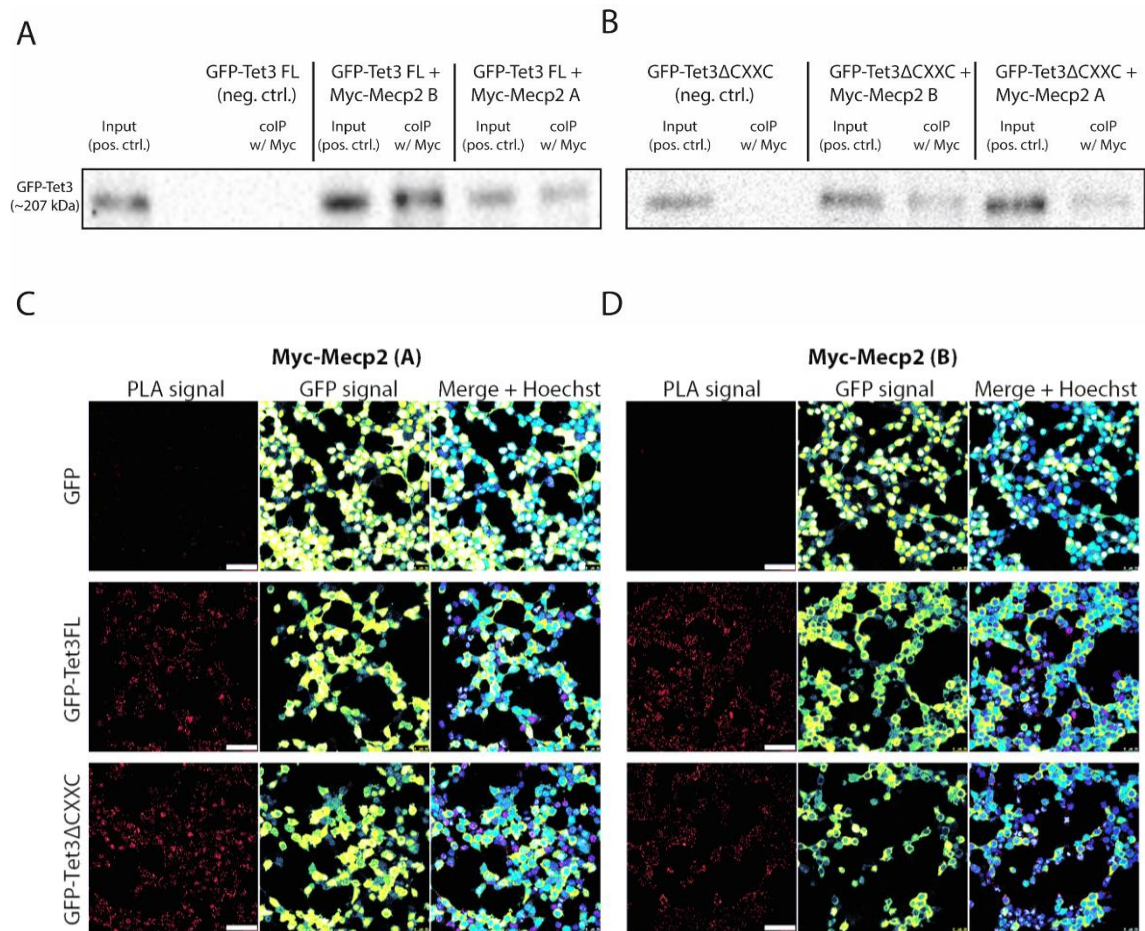 A
GFP-Tet3 FL
(neg. ctrl.)
GFP-Tet3 FL +
Myc-Mecp2 B
GFP-Tet3 FL +
Myc-Mecp2 A
Input
(pos. ctrl.)
coIP
w/ Myc
Input
(pos. ctrl.)
coIP
w/ Myc
Input
(pos. ctrl.)
coIP
w/ Myc
GFP-Tet3
(~207 kDa)
B
GFP-Tet3ΔCXXC
(neg. ctrl.)
GFP-Tet3ΔCXXC +
Myc-Mecp2 B
GFP-Tet3ΔCXXC +
Myc-Mecp2 A
Input
(pos. ctrl.)
coIP
w/ Myc
Input
(pos. ctrl.)
coIP
w/ Myc
Input
(pos. ctrl.)
coIP
w/ Myc
C
Myc-Mecp2 (A)
PLA signal GFP signal Merge + Hoechst
GFP
GFP-Tet3FL
GFP-Tet3ΔCXXC
D
Myc-Mecp2 (B)
PLA signal GFP signal Merge + Hoechst